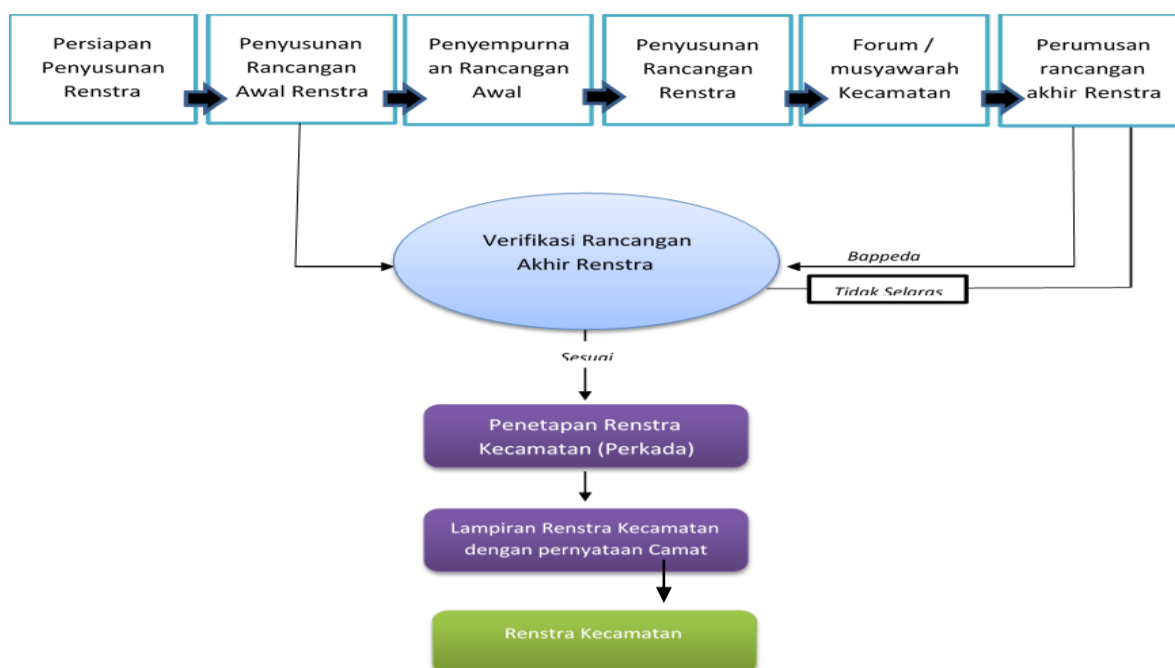 Persiapan
Penyusunan
Renstra
Penyusunan
Rancangan
Awal Renstra
Penyempurna
an Rancangan
Awal
Penyusunan
Rancangan
Renstra
Forum /
musyawarah
Kecamatan
Perumusan
rancangan
akhir Renstra
Verifikasi Rancangan
Akhir Renstra
Bappeda
Tidak Selaras
Sesuai
Penetapan Renstra
Kecamatan (Perkada)
Lampiran Renstra Kecamatan
dengan pernyataan Camat
Renstra Kecamatan